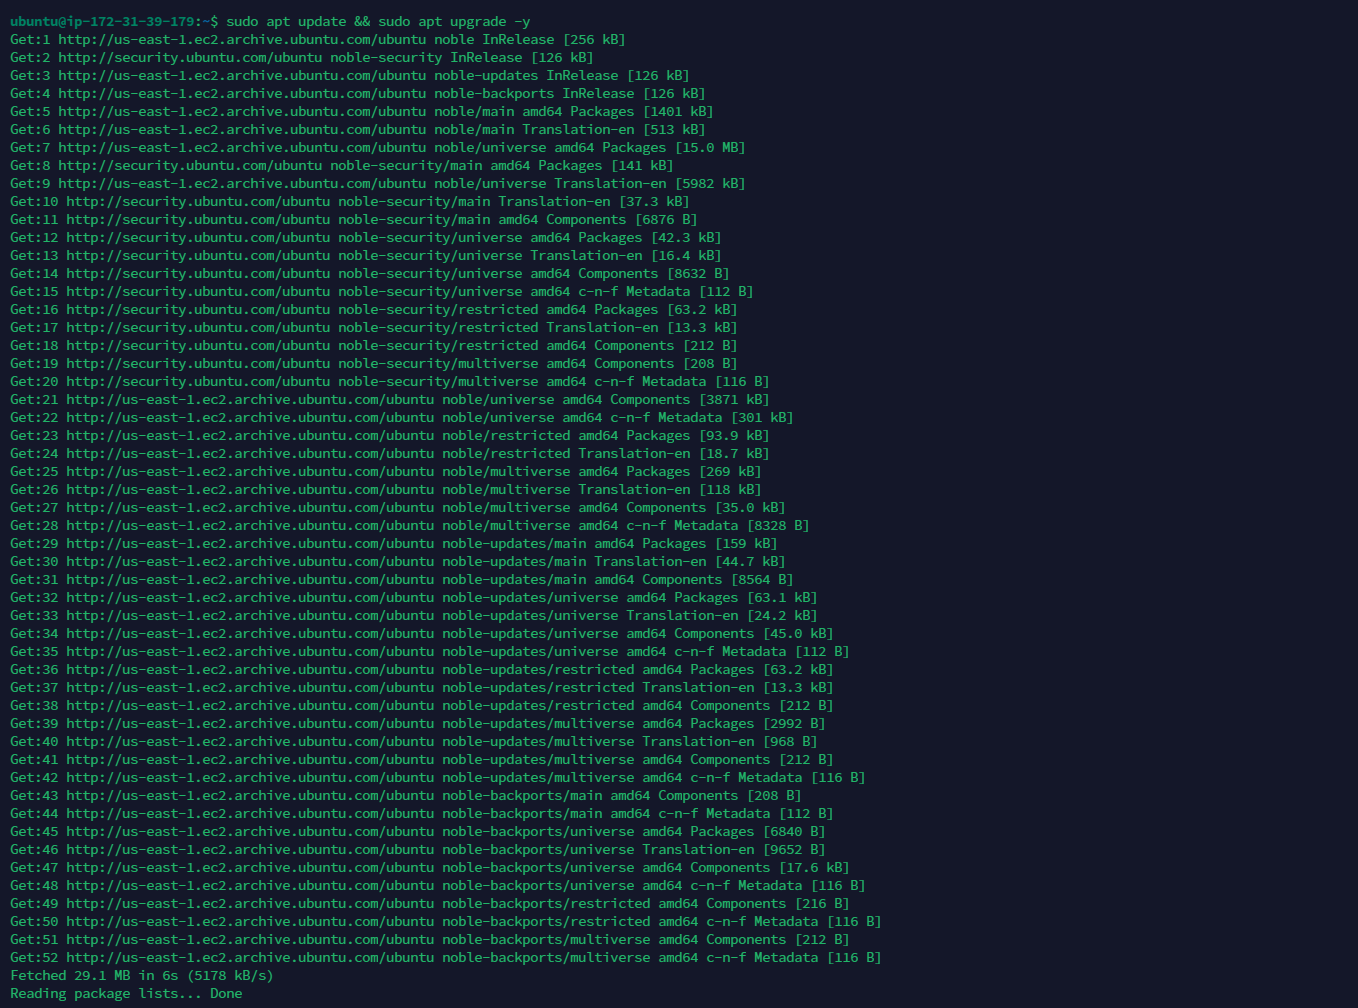 ubuntu@ip-172-31-39-179:~$ sudo apt update && sudo apt upgrade -y
Get:1 http://us-east-1.ec2.archive.ubuntu.com/ubuntu noble InRelease [256 kB]
Get:2 http://security.ubuntu.com/ubuntu noble-security InRelease [126 kB]
Get:3 http://us-east-1.ec2.archive.ubuntu.com/ubuntu noble-updates InRelease [126 kB]
Get:4 http://us-east-1.ec2.archive.ubuntu.com/ubuntu noble-backports InRelease [126 kB]
Get:5 http://us-east-1.ec2.archive.ubuntu.com/ubuntu noble/main amd64 Packages [1401 kB]
Get:6 http://us-east-1.ec2.archive.ubuntu.com/ubuntu noble/main Translation-en [513 kB]
Get:7 http://us-east-1.ec2.archive.ubuntu.com/ubuntu noble/universe amd64 Packages [15.0 MB]
Get:8 http://security.ubuntu.com/ubuntu noble-security/main amd64 Packages [141 kB]
Get:9 http://us-east-1.ec2.archive.ubuntu.com/ubuntu noble/universe Translation-en [5982 kB]
Get:10 http://security.ubuntu.com/ubuntu noble-security/main Translation-en [37.3 kB]
Get:11 http://security.ubuntu.com/ubuntu noble-security/main amd64 Components [6876 B]
Get:12 http://security.ubuntu.com/ubuntu noble-security/universe amd64 Packages [42.3 kB]
Get:13 http://security.ubuntu.com/ubuntu noble-security/universe Translation-en [16.4 kB]
Get:14 http://security.ubuntu.com/ubuntu noble-security/universe amd64 Components [8632 B]
Get:15 http://security.ubuntu.com/ubuntu noble-security/universe amd64 c-n-f Metadata [112 B]
Get:16 http://security.ubuntu.com/ubuntu noble-security/restricted amd64 Packages [63.2 kB]
Get:17 http://security.ubuntu.com/ubuntu noble-security/restricted Translation-en [13.3 kB]
Get:18 http://security.ubuntu.com/ubuntu noble-security/restricted amd64 Components [212 B]
Get:19 http://security.ubuntu.com/ubuntu noble-security/multiverse amd64 Components [208 B]
Get:20 http://security.ubuntu.com/ubuntu noble-security/multiverse amd64 c-n-f Metadata [116 B]
Get:21 http://us-east-1.ec2.archive.ubuntu.com/ubuntu noble/universe amd64 Components [3871 kB]
Get:22 http://us-east-1.ec2.archive.ubuntu.com/ubuntu noble/universe amd64 c-n-f Metadata [301 kB]
Get:23 http://us-east-1.ec2.archive.ubuntu.com/ubuntu noble/restricted amd64 Packages [93.9 kB]
Get:24 http://us-east-1.ec2.archive.ubuntu.com/ubuntu noble/restricted Translation-en [18.7 kB]
Get:25 http://us-east-1.ec2.archive.ubuntu.com/ubuntu noble/multiverse amd64 Packages [269 kB]
Get:26 http://us-east-1.ec2.archive.ubuntu.com/ubuntu noble/multiverse Translation-en [118 kB]
Get:27 http://us-east-1.ec2.archive.ubuntu.com/ubuntu noble/multiverse amd64 Components [35.0 kB]
Get:28 http://us-east-1.ec2.archive.ubuntu.com/ubuntu noble/multiverse amd64 c-n-f Metadata [8328 B]
Get:29 http://us-east-1.ec2.archive.ubuntu.com/ubuntu noble-updates/main amd64 Packages [159 kB]
Get:30 http://us-east-1.ec2.archive.ubuntu.com/ubuntu noble-updates/main Translation-en [44.7 kB]
Get:31 http://us-east-1.ec2.archive.ubuntu.com/ubuntu noble-updates/main amd64 Components [8564 B]
Get:32 http://us-east-1.ec2.archive.ubuntu.com/ubuntu noble-updates/universe amd64 Packages [63.1 kB]
Get:33 http://us-east-1.ec2.archive.ubuntu.com/ubuntu noble-updates/universe Translation-en [24.2 kB]
Get:34 http://us-east-1.ec2.archive.ubuntu.com/ubuntu noble-updates/universe amd64 Components [45.0 kB]
Get:35 http://us-east-1.ec2.archive.ubuntu.com/ubuntu noble-updates/universe amd64 c-n-f Metadata [112 B]
Get:36 http://us-east-1.ec2.archive.ubuntu.com/ubuntu noble-updates/restricted amd64 Packages [63.2 kB]
Get:37 http://us-east-1.ec2.archive.ubuntu.com/ubuntu noble-updates/restricted Translation-en [13.3 kB]
Get:38 http://us-east-1.ec2.archive.ubuntu.com/ubuntu noble-updates/restricted amd64 Components [212 B]
Get:39 http://us-east-1.ec2.archive.ubuntu.com/ubuntu noble-updates/multiverse amd64 Packages [2992 B]
Get:40 http://us-east-1.ec2.archive.ubuntu.com/ubuntu noble-updates/multiverse Translation-en [968 B]
Get:41 http://us-east-1.ec2.archive.ubuntu.com/ubuntu noble-updates/multiverse amd64 Components [212 B]
Get:42 http://us-east-1.ec2.archive.ubuntu.com/ubuntu noble-updates/multiverse amd64 c-n-f Metadata [116 B]
Get:43 http://us-east-1.ec2.archive.ubuntu.com/ubuntu noble-backports/main amd64 Components [208 B]
Get:44 http://us-east-1.ec2.archive.ubuntu.com/ubuntu noble-backports/main amd64 c-n-f Metadata [112 B]
Get:45 http://us-east-1.ec2.archive.ubuntu.com/ubuntu noble-backports/universe amd64 Packages [6840 B]
Get:46 http://us-east-1.ec2.archive.ubuntu.com/ubuntu noble-backports/universe Translation-en [9652 B]
Get:47 http://us-east-1.ec2.archive.ubuntu.com/ubuntu noble-backports/universe amd64 Components [17.6 kB]
Get:48 http://us-east-1.ec2.archive.ubuntu.com/ubuntu noble-backports/universe amd64 c-n-f Metadata [116 B]
Get:49 http://us-east-1.ec2.archive.ubuntu.com/ubuntu noble-backports/restricted amd64 Components [216 B]
Get:50 http://us-east-1.ec2.archive.ubuntu.com/ubuntu noble-backports/restricted amd64 c-n-f Metadata [116 B]
Get:51 http://us-east-1.ec2.archive.ubuntu.com/ubuntu noble-backports/multiverse amd64 Components [212 B]
Get:52 http://us-east-1.ec2.archive.ubuntu.com/ubuntu noble-backports/multiverse amd64 c-n-f Metadata [116 B]
Fetched 29.1 MB in 6s (5178 kB/s)
Reading package lists... Done